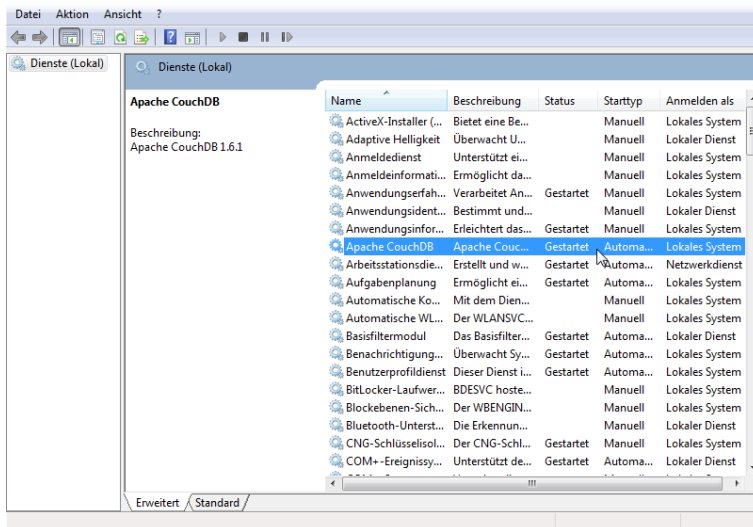 Datei Aktion Ansicht ?
Dienste (Lokal)
Dienste (Lokal)
Apache CouchDB
Beschreibung:
Apache CouchDB 1.6.1
Name Beschreibung Status Starttyp Anmelden als
ActiveX-Installer (... Bietet eine Be... Manuell Lokales System
Adaptive Helligkeit Überwacht U... Manuell Lokaler Dienst
Anmeldedienst Unterstützt ei... Manuell Lokales System
Anmeldeinformati... Ermöglicht da... Manuell Lokales System
Anwendungserfah... Verarbeitet An... Gestartet Manuell Lokales System
Anwendungsident... Bestimmt und... Manuell Lokaler Dienst
Anwendungsinfor... Erleichtert das... Gestartet Manuell Lokales System
Apache CouchDB Apache Couc... Gestartet Automa... Lokales System
Arbeitsstationsdie... Erstellt und w... Gestartet Automa... Netzwerkdienst
Aufgabenplanung Ermöglicht ei... Gestartet Automa... Lokales System
Automatische Ko... Mit dem Dien... Manuell Lokales System
Automatische WL... Der WLANSVC... Manuell Lokales System
Basisfiltermodul Das Basisfilter... Gestartet Automa... Lokaler Dienst
Benachrichtigung... Überwacht Sy... Gestartet Automa... Lokales System
Benutzerprofildienst Dieser Dienst i... Gestartet Automa... Lokales System
BitLocker-Laufwer... BDESVC hoste... Manuell Lokales System
Blockebenen-Sich... Der WBENGIN... Manuell Lokales System
Bluetooth-Unterst... Die Erkennun... Manuell Lokaler Dienst
CNG-Schlüsselisol... Der CNG-Schl... Gestartet Manuell Lokales System
COM+-Ereignissy... Unterstützt de... Gestartet Automa... Lokaler Dienst
Erweitert Standard